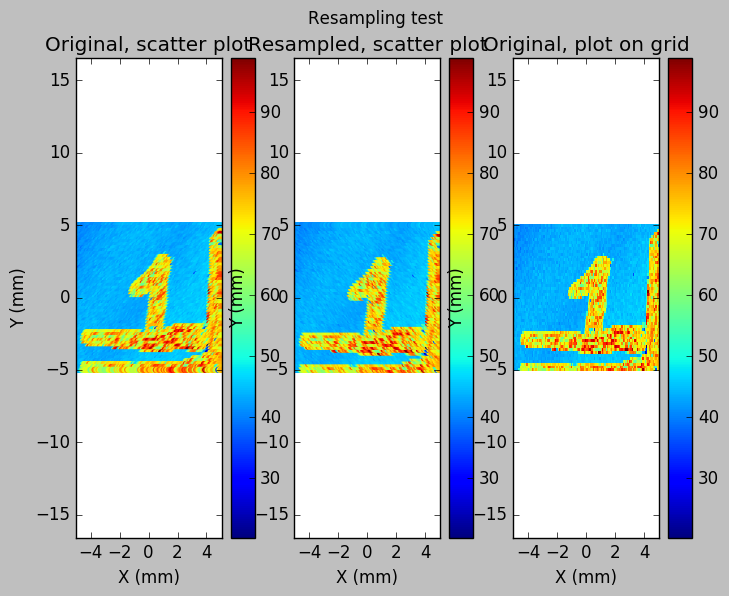 Resampling test
Original, scatter plot Resampled, scatter plot Original, plot on grid
15 90 15 90 15 90
10 80 10 80 10 80
5 70 5 70 5 70
Y (mm) 0 60 Y (mm) 0 60 Y (mm) 0 60
−5 50 −5 50 −5 50
−10 40 −10 40 −10 40
−15 30 −15 30 −15 30
−4 −2 0 2 4 −4 −2 0 2 4 −4 −2 0 2 4
X (mm) X (mm) X (mm)
1 1 1